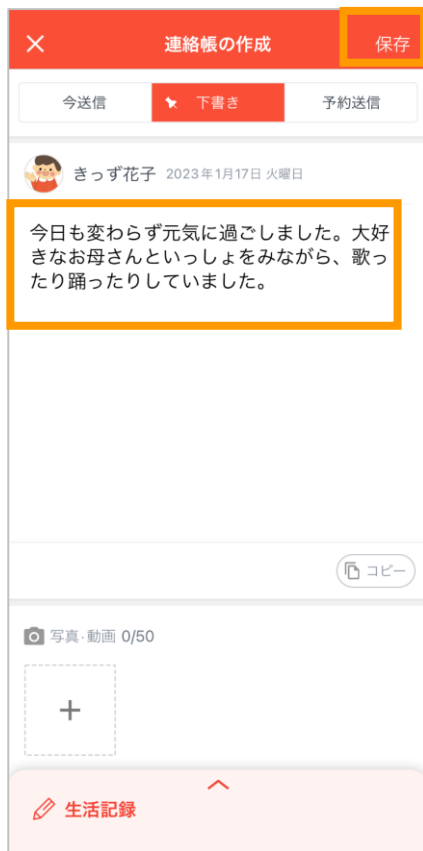 連絡帳の作成
保存
今送信
下書き
予約送信
きっず花子 2023年1月17日 火曜日
今日も変わらず元気に過ごしました。大好
きなお母さんといっしょをみながら、歌っ
たり踊ったりしていました。
コピー
写真·動画 0/50
生活記録